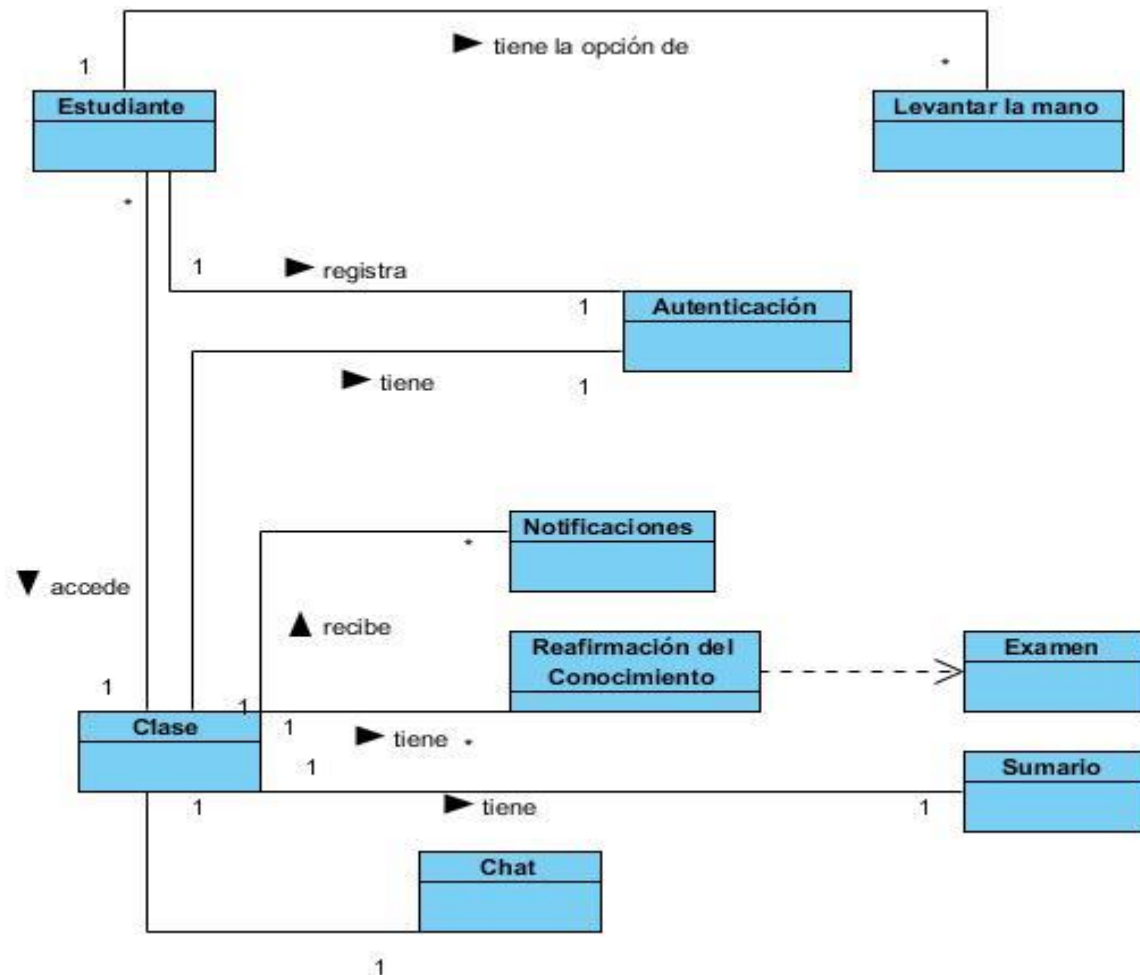 ▶ tiene la opción de
1
*
Estudiante
Levantar la mano
*
1
▶ registra
1
Autenticación
▶ tiene
1
Notificaciones
*
▼ accede
▲ recibe
Reafirmación del
Conocimiento
Examen
1
1
Clase
1
▶ tiene *
1
Sumario
1
▶ tiene
1
Chat
1